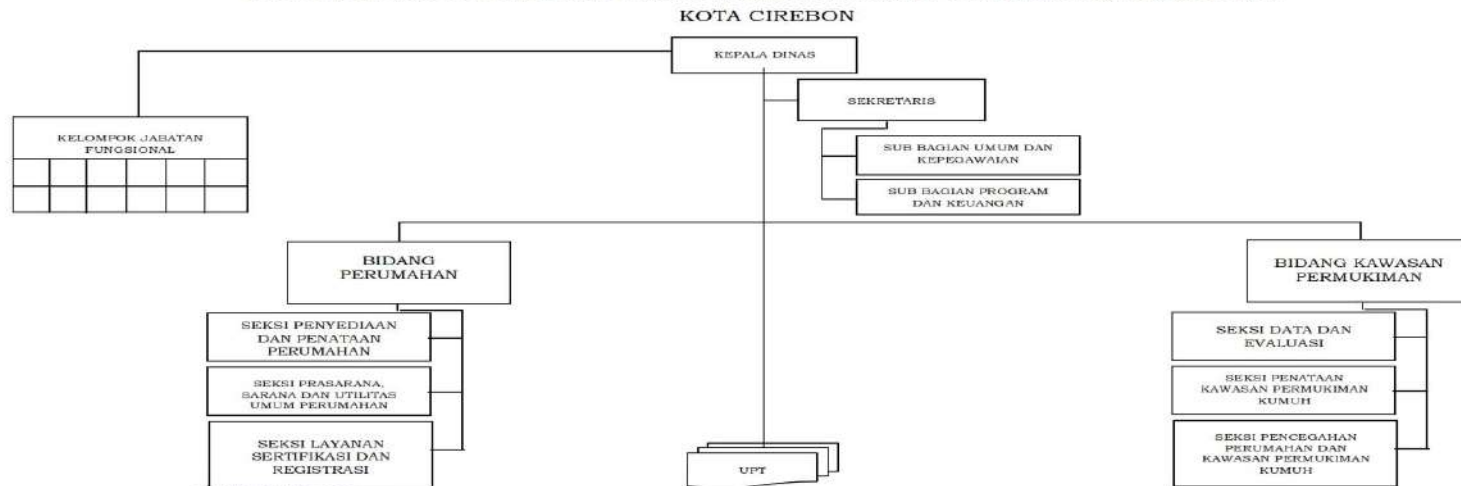 KOTA CIREBON
KEPALA DINAS
SEKRETARIS
KELOMPOK JABATAN
FUNGSIONAL
SUB BAGIAN UMUM DAN
KEPEGAWAIAN
SUB BAGIAN PROGRAM
DAN KEUANGAN
BIDANG
PERUMAHAN
BIDANG KAWASAN
PERMUKIMAN
SEKSI PENYEDIAAN
DAN PENATAAN
PERUMAHAN
SEKSI PRASARANA,
SARANA DAN UTILITAS
UMUM PERUMAHAN
SEKSI LAYANAN
SERTIFIKASI DAN
REGISTRASI
UPT
SEKSI DATA DAN
EVALUASI
SEKSI PENATAAN
KAWASAN PERMUKIMAN
KUMUH
SEKSI PENCEGAHAN
PERUMAHAN DAN
KAWASAN PERMUKIMAN
KUMUH